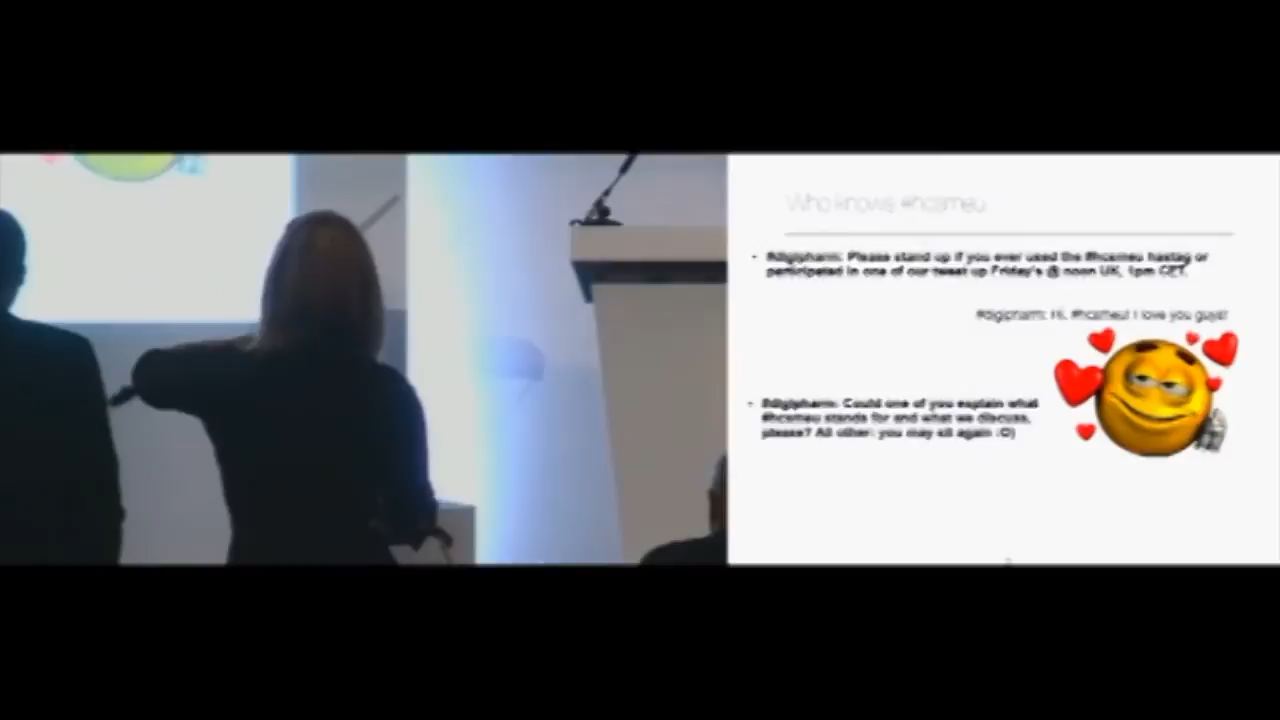 Who knows #hcsmeu
• #digipharm: Please stand up if you ever used the #hcsmeu hastag or
participated in one of our tweet up Friday's @ noon UK, 1pm CET.
#digipharm: Hi, #hcsmeu! I love you guys!
• #digipharm: Could one of you explain what
#hcsmeu stands for and what we discuss,
please? All other: you may sit again :O)